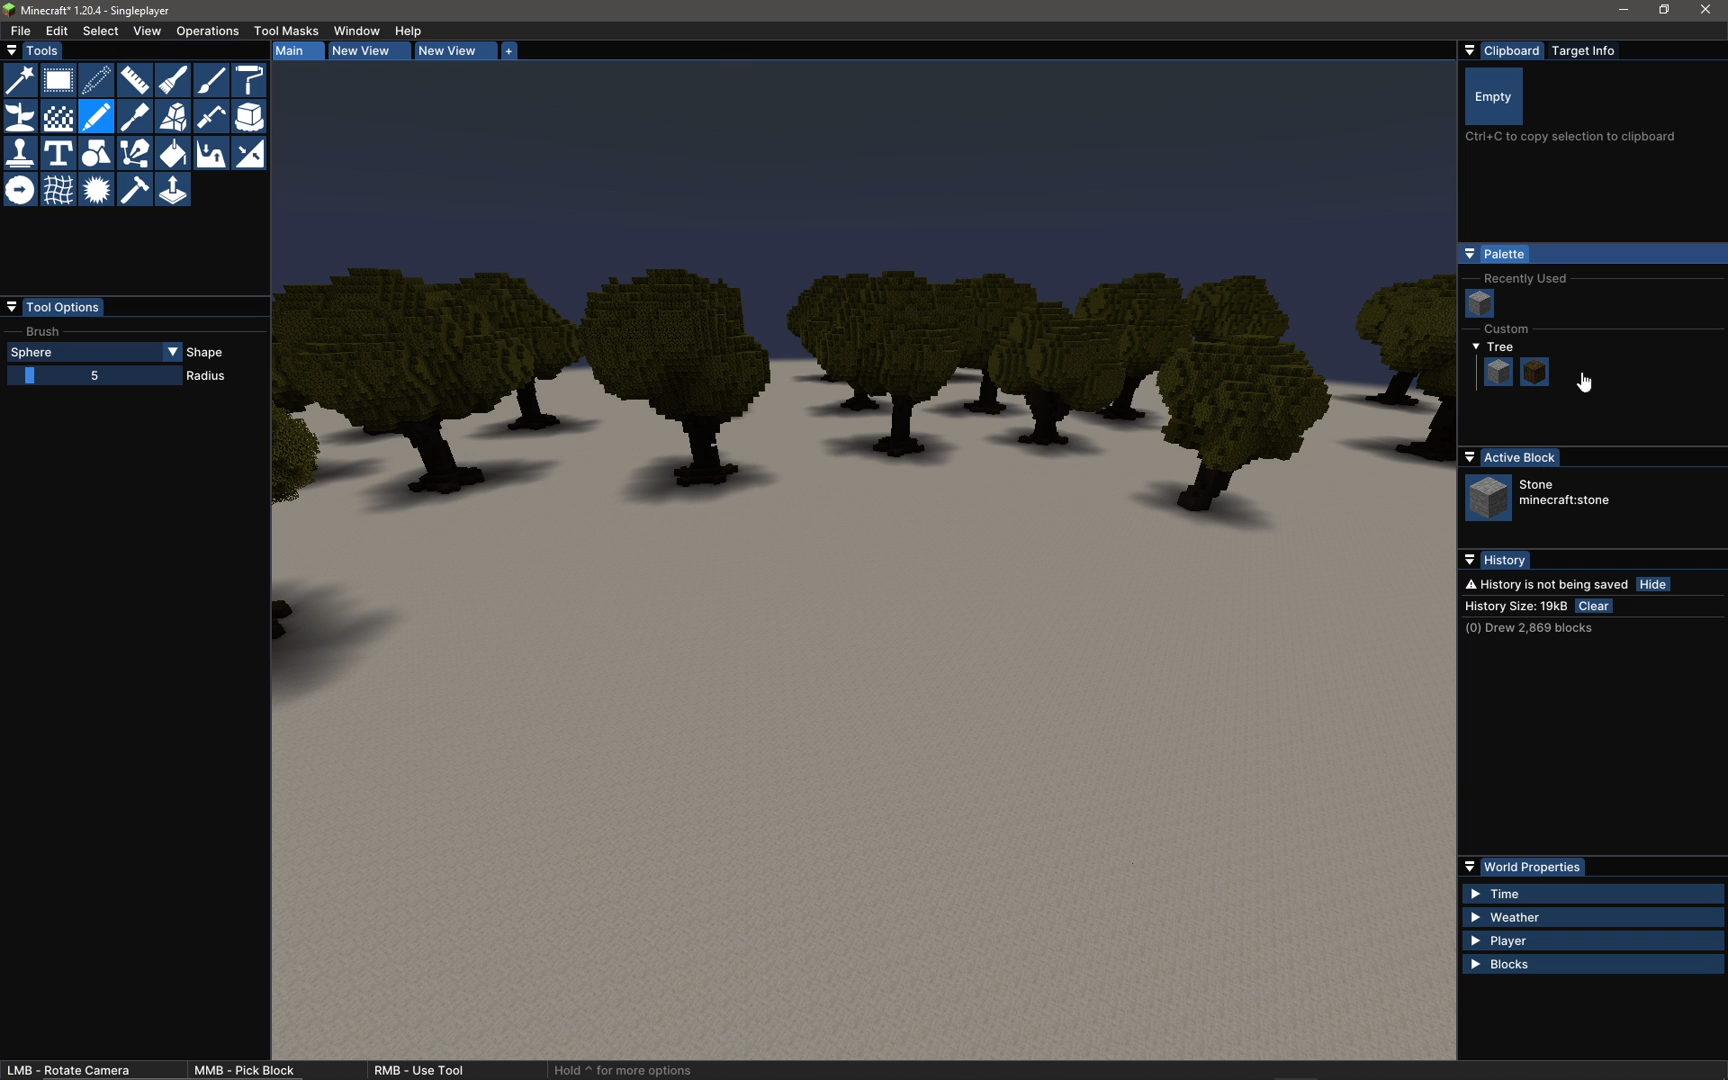 Minecraft* 1.20.4 - Singleplayer
File Edit Select View Operations Tool Masks Window Help
Tools
Main New View New View +
Clipboard Target Info
Empty
Ctrl+C to copy selection to clipboard
Palette
Recently Used
Custom
Tree
Tool Options
Brush
Sphere Shape
5 Radius
Active Block
Stone
minecraft:stone
History
History is not being saved Hide
History Size: 19kB Clear
(0) Drew 2,869 blocks
World Properties
Time
Weather
Player
Blocks
LMB - Rotate Camera MMB - Pick Block RMB - Use Tool Hold ^ for more options